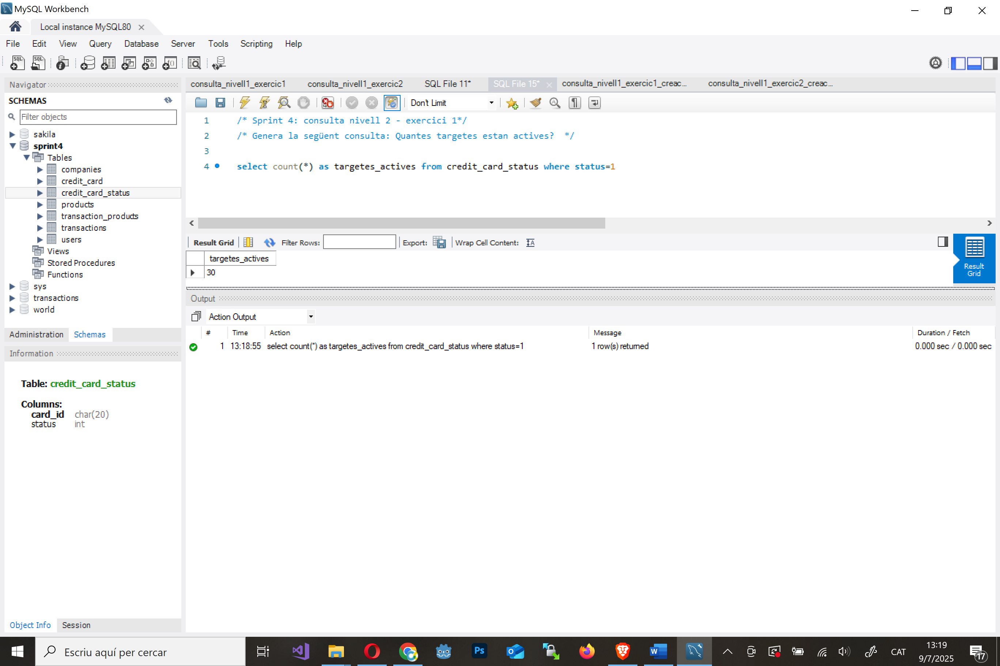 MySQL Workbench
Local instance MySQL80
File Edit View Query Database Server Tools Scripting Help
Navigator
SCHEMAS
Filter objects
sakila
sprint4
Tables
companies
credit_card
credit_card_status
products
transaction_products
transactions
users
Views
Stored Procedures
Functions
sys
transactions
world
Administration Schemas
Information
Table: credit_card_status
Columns:
card_id char(20)
status int
Object Info Session
consulta_nivell1_exercic1 consulta_nivell1_exercic2 SQL File 11* SQL File 15* consulta_nivell1_exercic1_creac... consulta_nivell1_exercic2_creac...
Don't Limit
1 /* Sprint 4: consulta nivell 2 - exercici 1*/
2 /* Genera la següent consulta: Quantes targetes estan actives?  */
3
4 select count(*) as targetes_actives from credit_card_status where status=1
Result Grid Filter Rows: Export: Wrap Cell Content:
targetes_actives
30
Result
Grid
Output
Action Output
# Time Action Message Duration / Fetch
1 13:18:55 select count(*) as targetes_actives from credit_card_status where status=1 1 row(s) returned 0.000 sec / 0.000 sec
Escriu aquí per cercar
CAT
13:19
9/7/2025
17